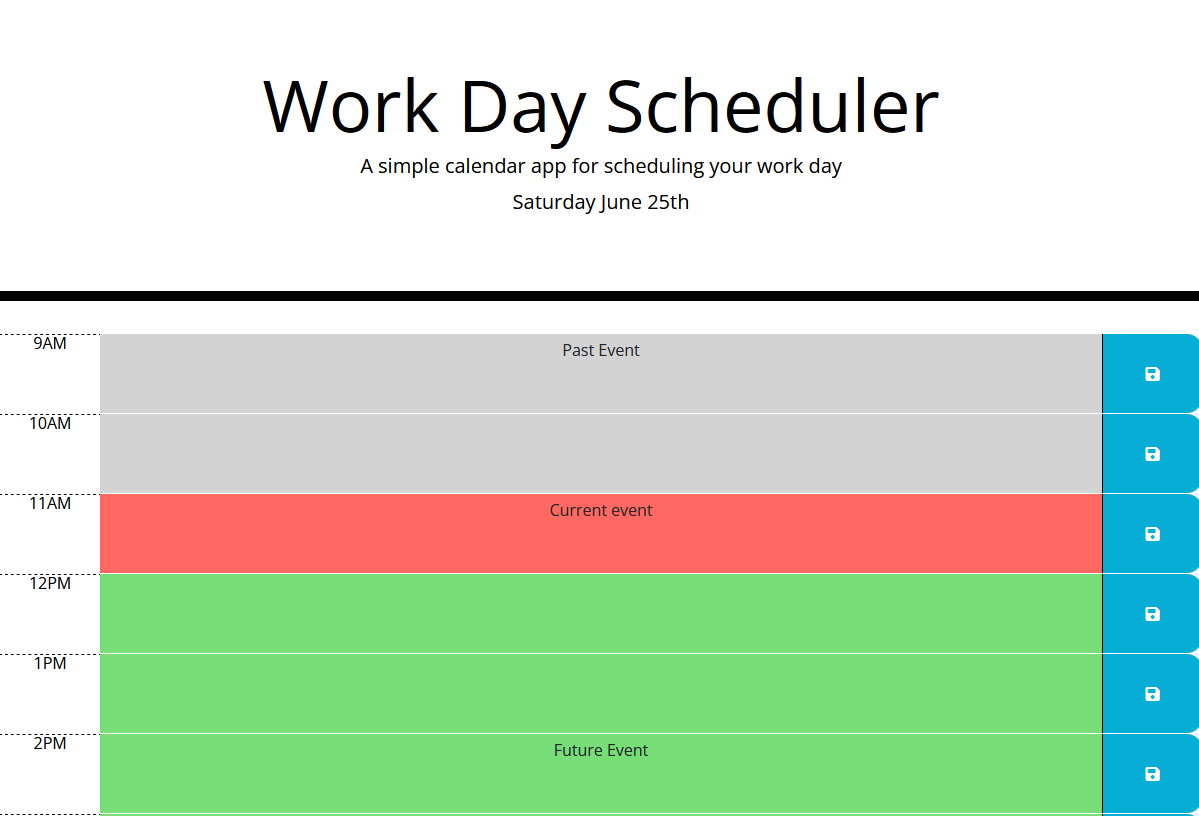 Work Day Scheduler
A simple calendar app for scheduling your work day
Saturday June 25th
9AM
Past Event
10AM
11AM
Current event
12PM
1PM
2PM
Future Event